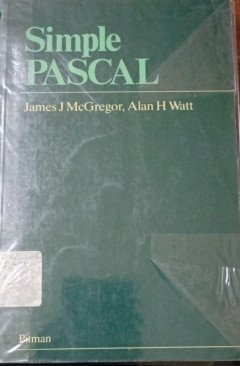 Simple
PASCAL
James J McGregor, Alan H Watt
Pitman